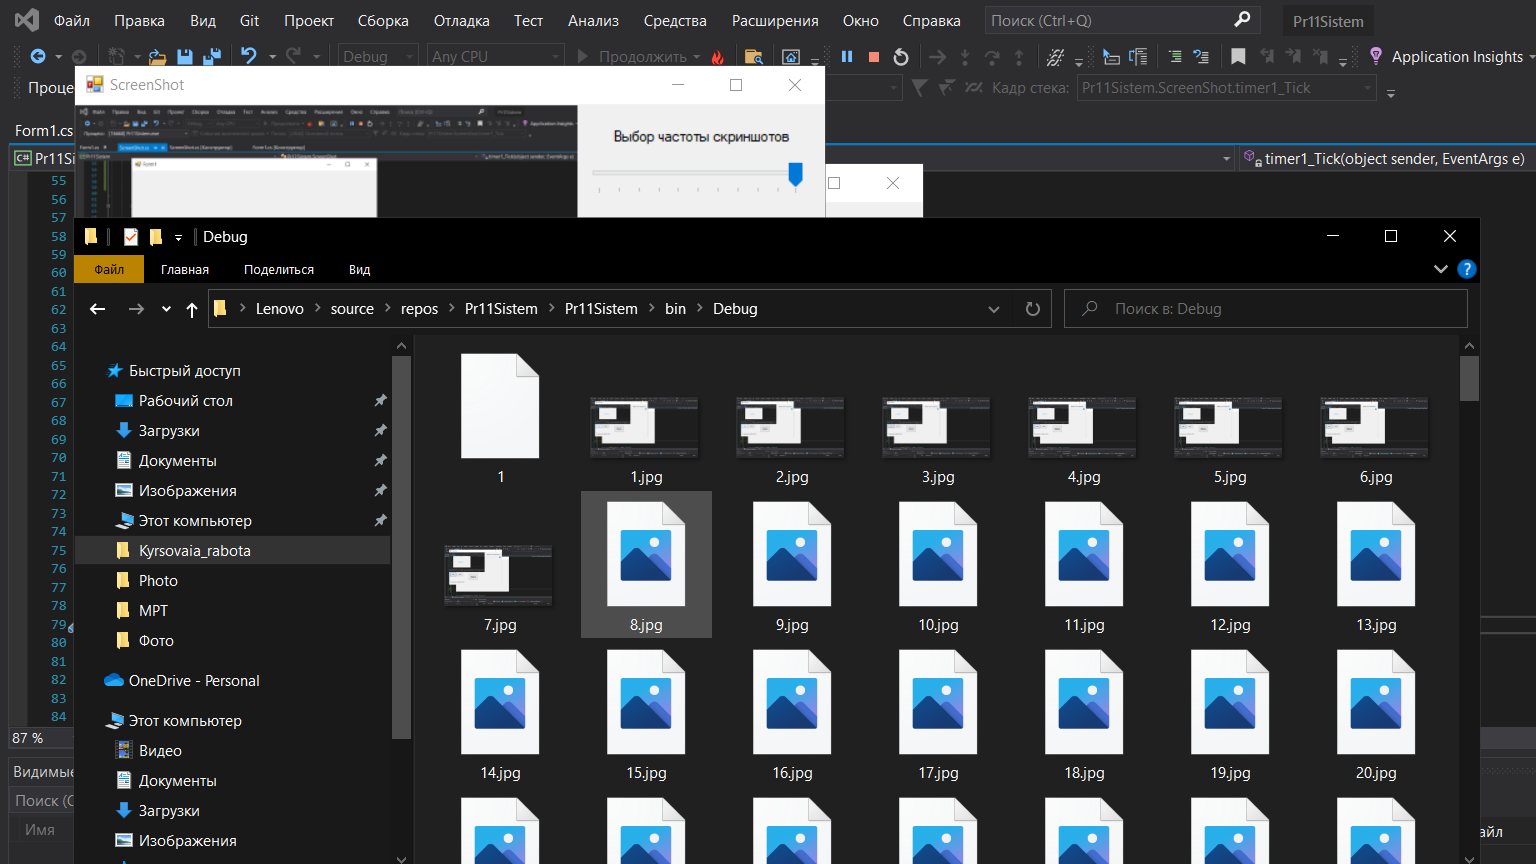 Файл Правка Вид Git Проект Сборка Отладка Тест Анализ Средства Расширения Окно Справка Поиск (Ctrl+Q) Pr11Sistem
Debug Any CPU Продолжить Application Insights
Проце
ScreenShot
Кадр стека: Pr11Sistem.ScreenShot.timer1_Tick
Выбор частоты скриншотов
Form1.cs
C# Pr11Si
timer1_Tick(object sender, EventArgs e)
55
56
57
58
59
60
61
62
63
64
65
66
67
68
69
70
71
72
73
74
75
76
77
78
79
80
81
82
83
84
87 %
Видимые
Поиск (C
Имя
айл
Debug
Файл Главная Поделиться Вид
Lenovo source repos Pr11Sistem Pr11Sistem bin Debug
Поиск в: Debug
Быстрый доступ
Рабочий стол
Загрузки
Документы
Изображения
Этот компьютер
Kyrsovaia_rabota
Photo
МРТ
Фото
OneDrive - Personal
Этот компьютер
Видео
Документы
Загрузки
Изображения
1 1.jpg 2.jpg 3.jpg 4.jpg 5.jpg 6.jpg
7.jpg 8.jpg 9.jpg 10.jpg 11.jpg 12.jpg 13.jpg
14.jpg 15.jpg 16.jpg 17.jpg 18.jpg 19.jpg 20.jpg